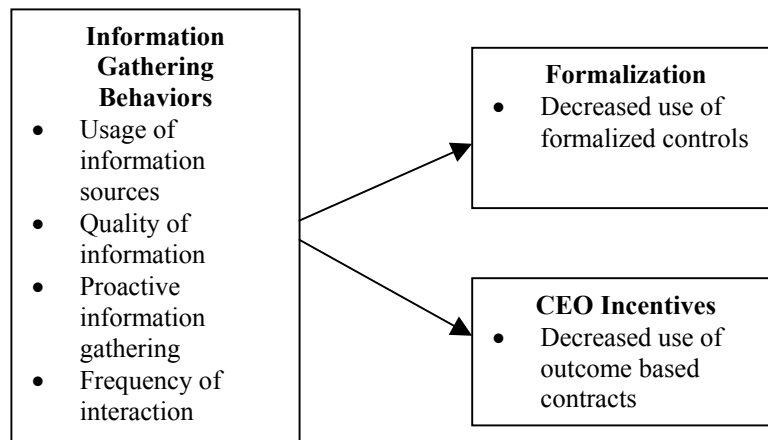 Information
Gathering
Behaviors
• Usage of
information
sources
• Quality of
information
• Proactive
information
gathering
• Frequency of
interaction
Formalization
• Decreased use of
formalized controls
CEO Incentives
• Decreased use of
outcome based
contracts